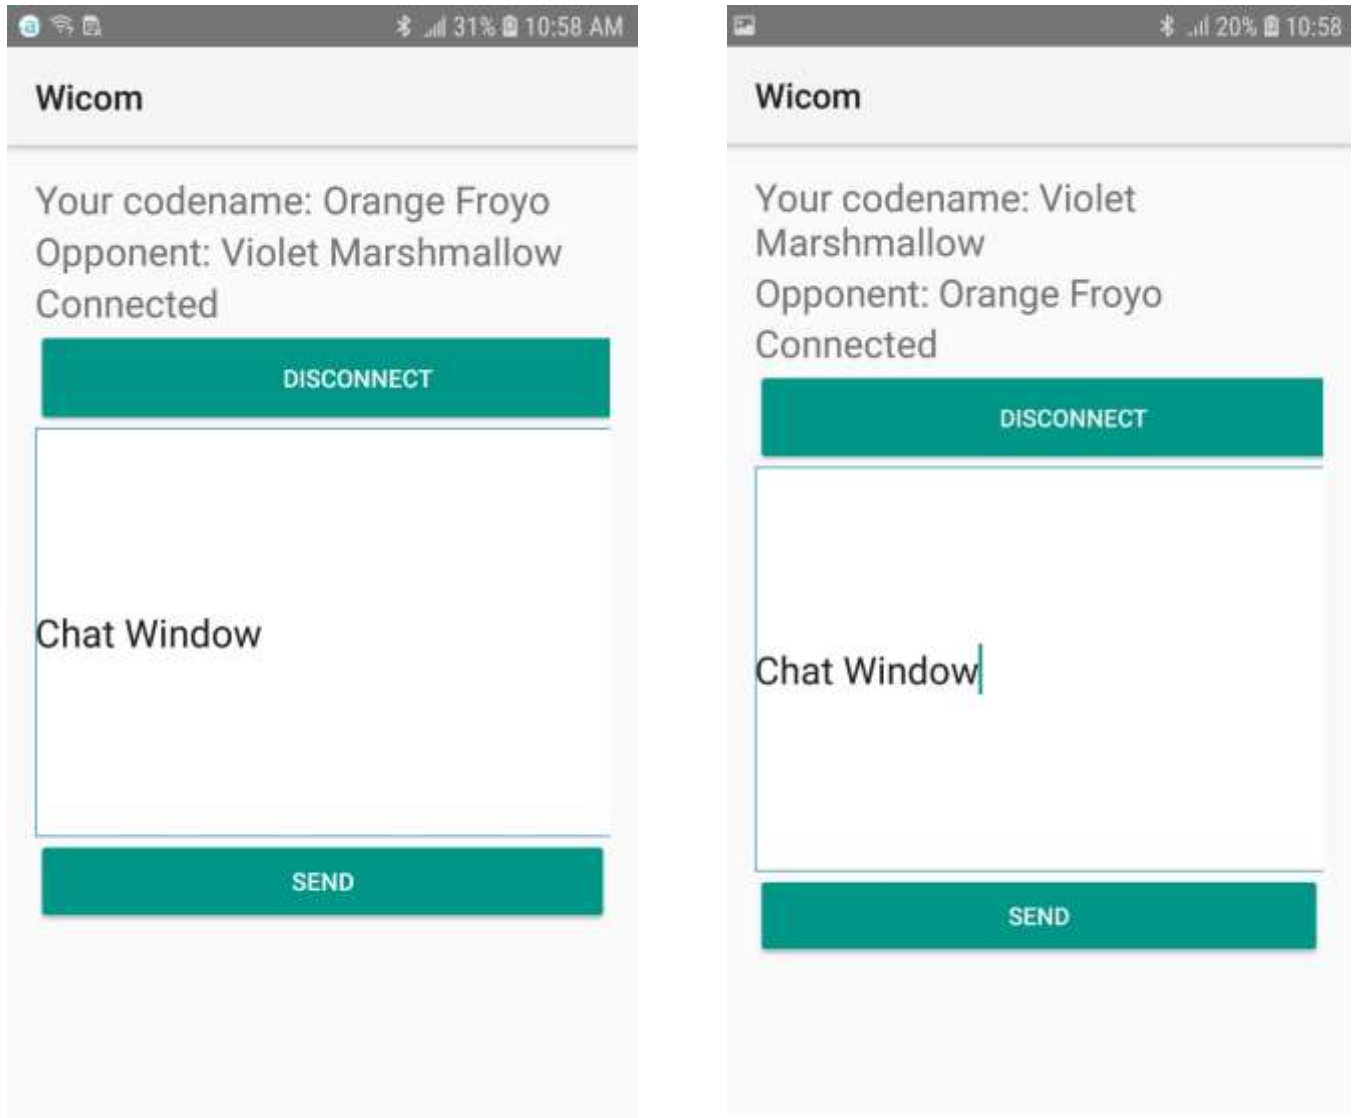 31% 10:58 AM
Wicom
Your codename: Orange Froyo
Opponent: Violet Marshmallow
Connected
DISCONNECT
Chat Window
SEND
20% 10:58
Wicom
Your codename: Violet
Marshmallow
Opponent: Orange Froyo
Connected
DISCONNECT
Chat Window
SEND